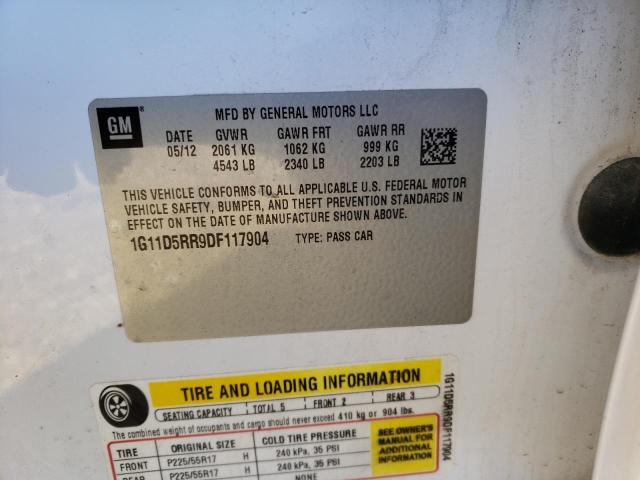 GM
MFD BY GENERAL MOTORS LLC
DATE GVWR GAWR FRT GAWR RR
05/12 2061 KG 1062 KG 999 KG
4543 LB 2340 LB 2203 LB
THIS VEHICLE CONFORMS TO ALL APPLICABLE U.S. FEDERAL MOTOR
VEHICLE SAFETY, BUMPER, AND THEFT PREVENTION STANDARDS IN
EFFECT ON THE DATE OF MANUFACTURE SHOWN ABOVE.
1G11D5RR9DF117904 TYPE: PASS CAR
TIRE AND LOADING INFORMATION
SEATING CAPACITY TOTAL 5 FRONT 2 REAR 3
The combined weight of occupants and cargo should never exceed 410 kg or 904 lbs.
TIRE ORIGINAL SIZE COLD TIRE PRESSURE
FRONT P225/55R17 H 240 kPa, 35 PSI
REAR P225/55R17 H 240 kPa, 35 PSI
NONE
SEE OWNER'S
MANUAL FOR
ADDITIONAL
INFORMATION
1G11D5RR9DF117904